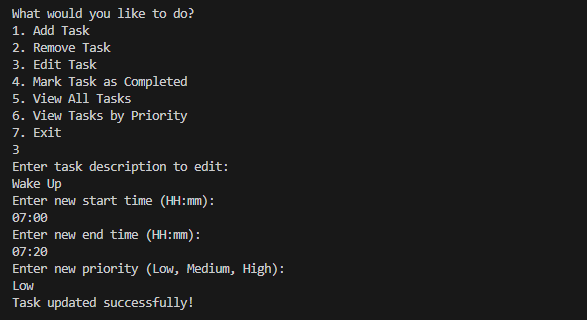 What would you like to do?
1. Add Task
2. Remove Task
3. Edit Task
4. Mark Task as Completed
5. View All Tasks
6. View Tasks by Priority
7. Exit
3
Enter task description to edit:
Wake Up
Enter new start time (HH:mm):
07:00
Enter new end time (HH:mm):
07:20
Enter new priority (Low, Medium, High):
Low
Task updated successfully!